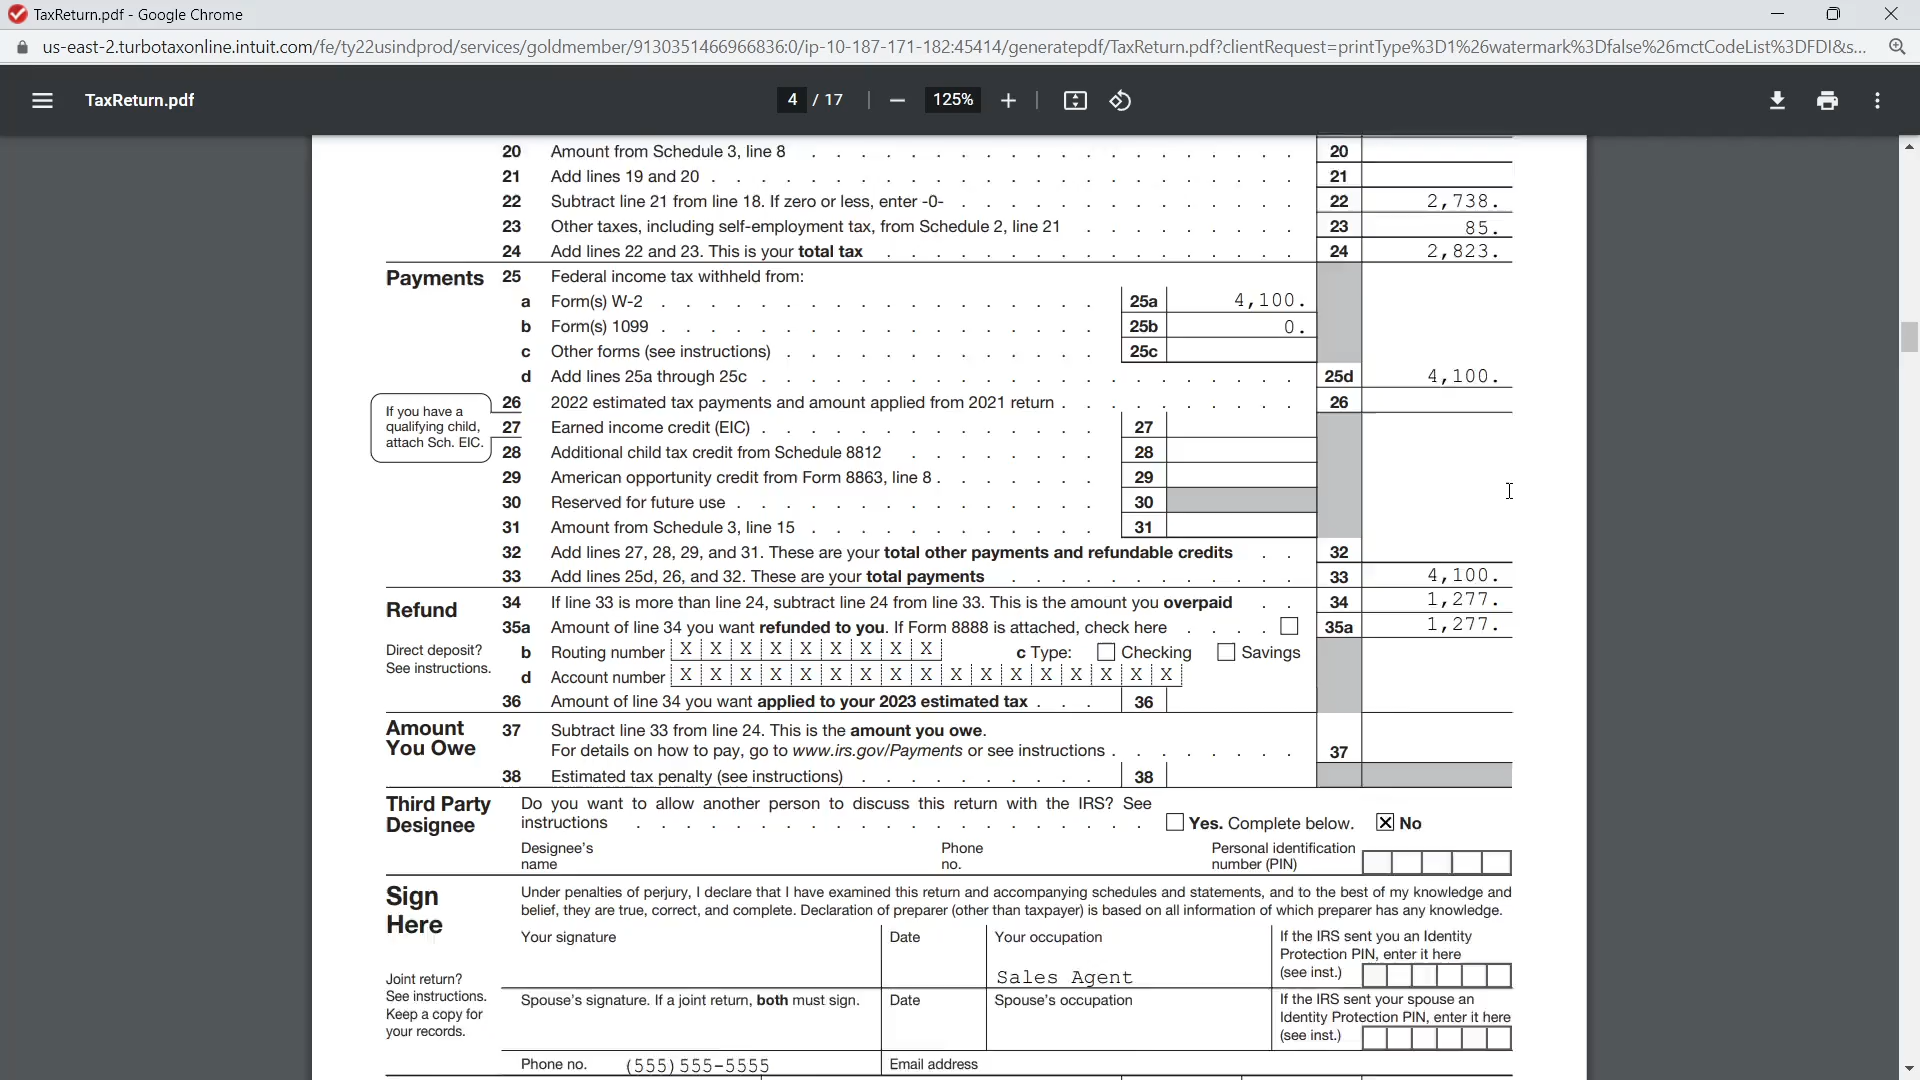 TaxReturn.pdf - Google Chrome
us-east-2.turbotaxonline.intuit.com/fe/ty22usindprod/services/goldmember/9130351466966836:0/ip-10-187-171-182:45414/generatepdf/TaxReturn.pdf?clientRequest=printType%3D1%26watermark%3Dfalse%26mctCodeList%3DFDI&s...
TaxReturn.pdf 4 / 17 125%
20 Amount from Schedule 3, line 8 . . . . . . . . . . . . . . . . . . . . 20
21 Add lines 19 and 20 . . . . . . . . . . . . . . . . . . . . . . . . 21
22 Subtract line 21 from line 18. If zero or less, enter -0- . . . . . . . . . . . . . . 22 2,738.
23 Other taxes, including self-employment tax, from Schedule 2, line 21 . . . . . . . . . 23 85.
24 Add lines 22 and 23. This is your total tax . . . . . . . . . . . . . . . . . 24 2,823.
Payments 25 Federal income tax withheld from:
a Form(s) W-2 . . . . . . . . . . . . . . . . . . 25a 4,100.
b Form(s) 1099 . . . . . . . . . . . . . . . . . . 25b 0.
c Other forms (see instructions) . . . . . . . . . . . . . 25c
d Add lines 25a through 25c . . . . . . . . . . . . . . . . . . . . . . 25d 4,100.
If you have a
qualifying child,
attach Sch. EIC.
26 2022 estimated tax payments and amount applied from 2021 return . . . . . . . . . . 26
27 Earned income credit (EIC) . . . . . . . . . . . . . . 27
28 Additional child tax credit from Schedule 8812 . . . . . . . . 28
29 American opportunity credit from Form 8863, line 8 . . . . . . . 29
30 Reserved for future use . . . . . . . . . . . . . . . 30
31 Amount from Schedule 3, line 15 . . . . . . . . . . . . 31
32 Add lines 27, 28, 29, and 31. These are your total other payments and refundable credits . . 32
33 Add lines 25d, 26, and 32. These are your total payments . . . . . . . . . . . . 33 4,100.
Refund 34 If line 33 is more than line 24, subtract line 24 from line 33. This is the amount you overpaid . . 34 1,277.
35a Amount of line 34 you want refunded to you. If Form 8888 is attached, check here . . . . 35a 1,277.
Direct deposit?
See instructions.
b Routing number X X X X X X X X X c Type: Checking Savings
d Account number X X X X X X X X X X X X X X X X X
36 Amount of line 34 you want applied to your 2023 estimated tax . . . 36
Amount
You Owe
37 Subtract line 33 from line 24. This is the amount you owe.
For details on how to pay, go to www.irs.gov/Payments or see instructions . . . . . . . . 37
38 Estimated tax penalty (see instructions) . . . . . . . . . . 38
Third Party
Designee
Do you want to allow another person to discuss this return with the IRS? See
instructions . . . . . . . . . . . . . . . . . . . . . Yes. Complete below. X No
Designee's
name
Phone
no.
Personal identification
number (PIN)
Sign
Here
Under penalties of perjury, I declare that I have examined this return and accompanying schedules and statements, and to the best of my knowledge and
belief, they are true, correct, and complete. Declaration of preparer (other than taxpayer) is based on all information of which preparer has any knowledge.
Your signature
Date
Your occupation
Sales Agent
If the IRS sent you an Identity
Protection PIN, enter it here
(see inst.)
Joint return?
See instructions.
Keep a copy for
your records.
Spouse's signature. If a joint return, both must sign.
Date
Spouse's occupation
If the IRS sent your spouse an
Identity Protection PIN, enter it here
(see inst.)
Phone no. (555)555-5555 Email address